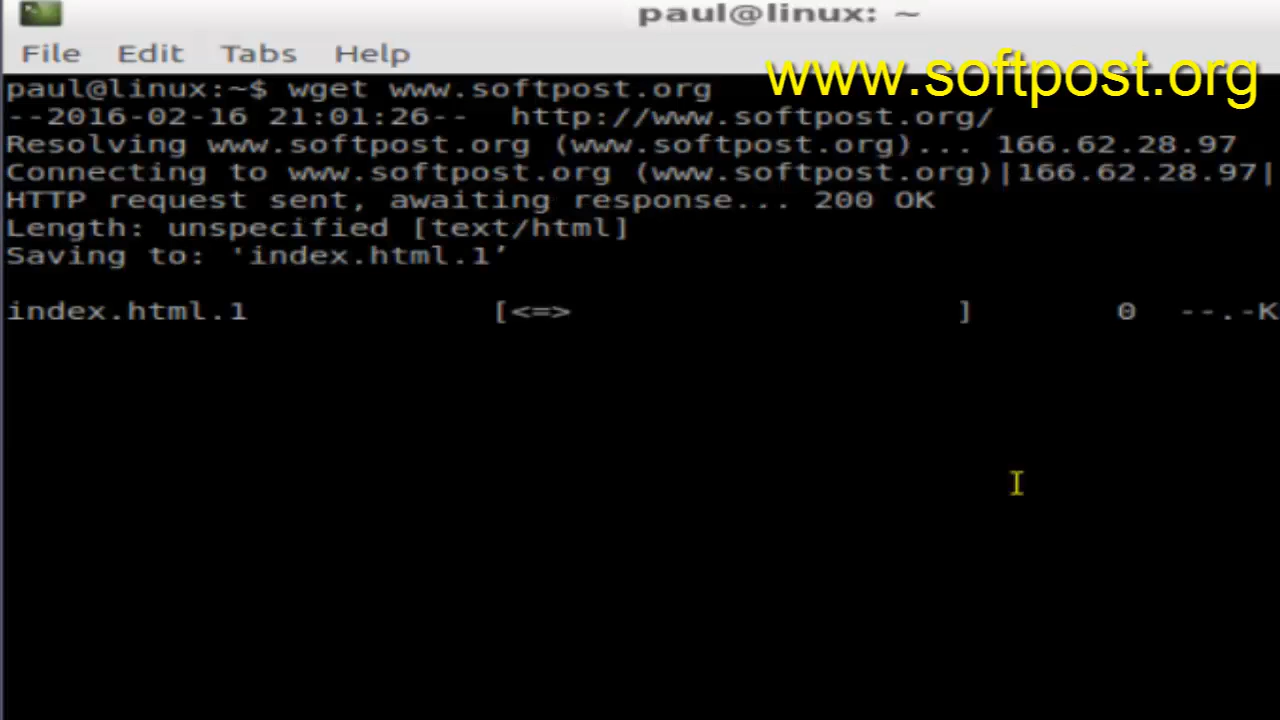 paul@linux: ~
File Edit Tabs Help
www.softpost.org
paul@linux:~$ wget www.softpost.org
--2016-02-16 21:01:26-- http://www.softpost.org/
Resolving www.softpost.org (www.softpost.org)... 166.62.28.97
Connecting to www.softpost.org (www.softpost.org)|166.62.28.97|
HTTP request sent, awaiting response... 200 OK
Length: unspecified [text/html]
Saving to: 'index.html.1’
index.html.1 [<=> ] 0 --.-K